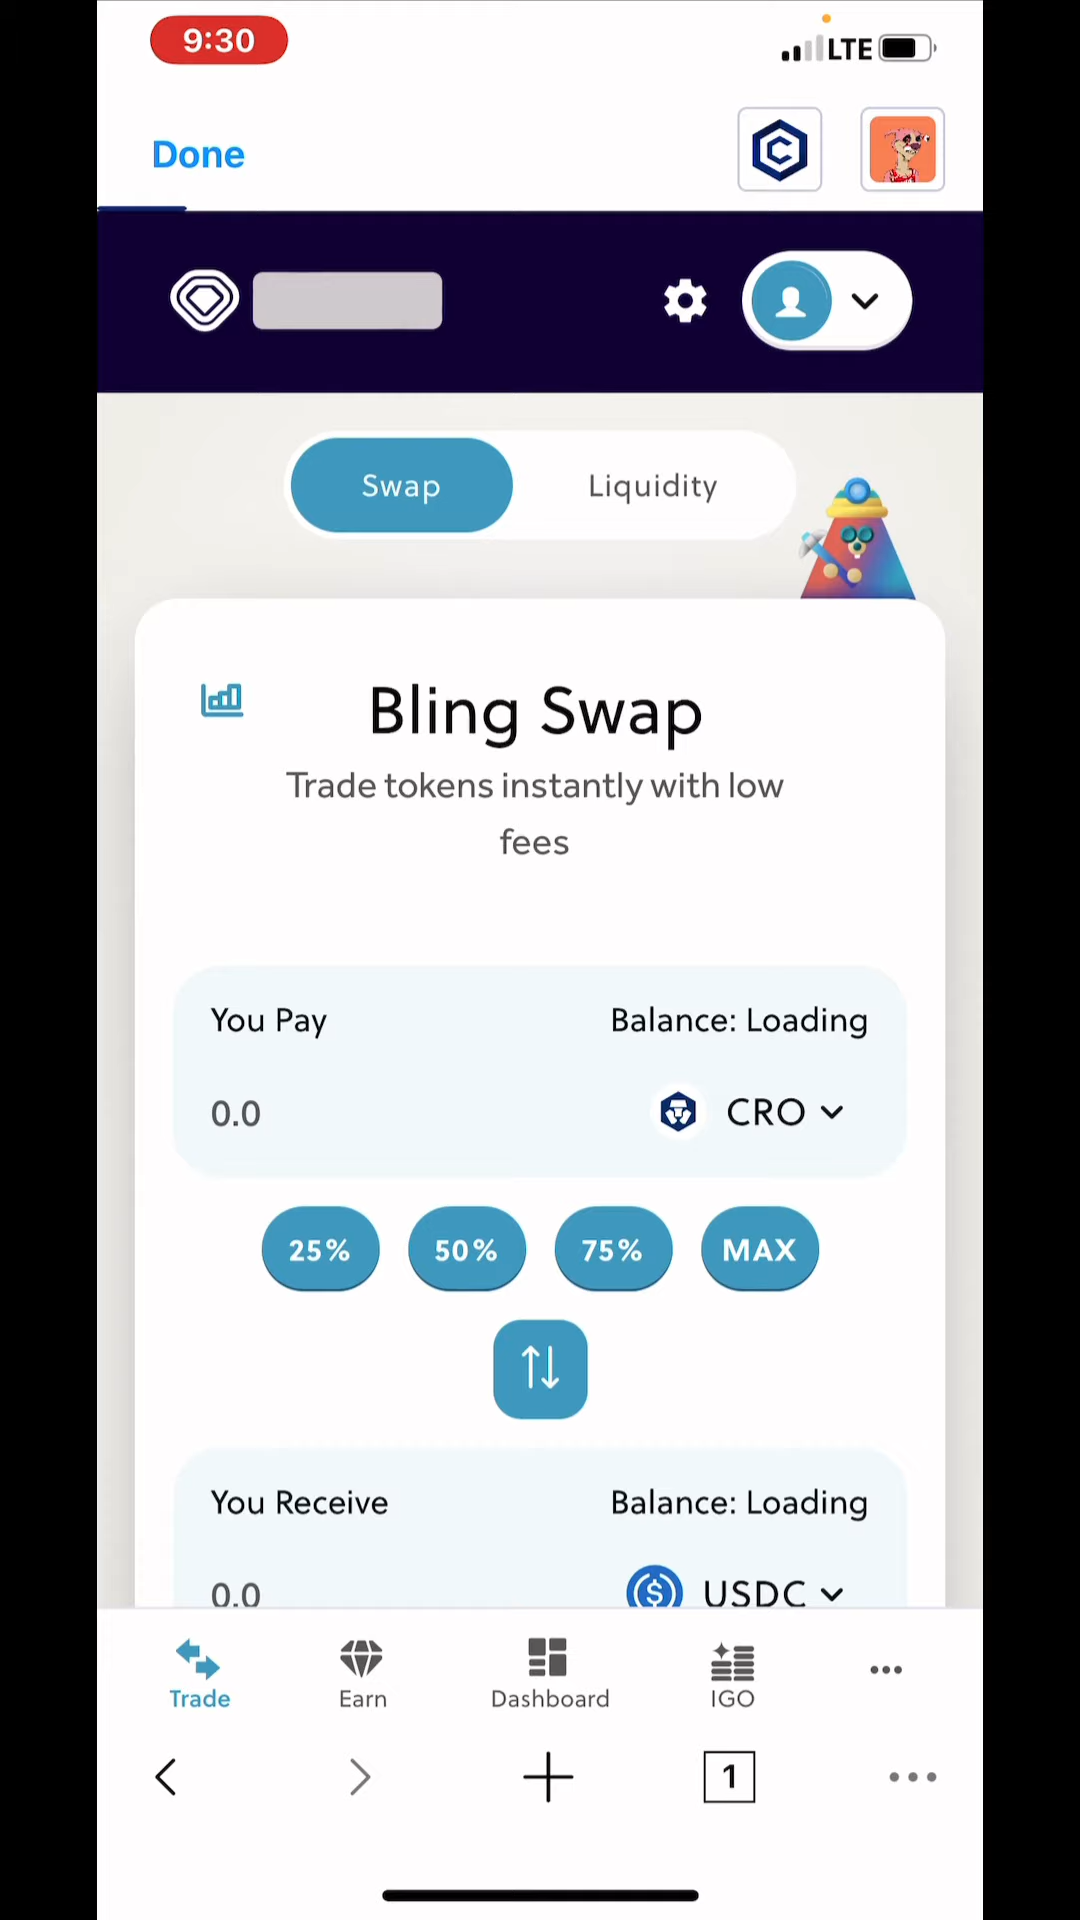 9:30
LTE
Done
Swap
Liquidity
Bling Swap
Trade tokens instantly with low
fees
You Pay
Balance: Loading
0.0
CRO
25%
50%
75%
MAX
You Receive
Balance: Loading
0.0
USDC
Trade
Earn
Dashboard
IGO
1